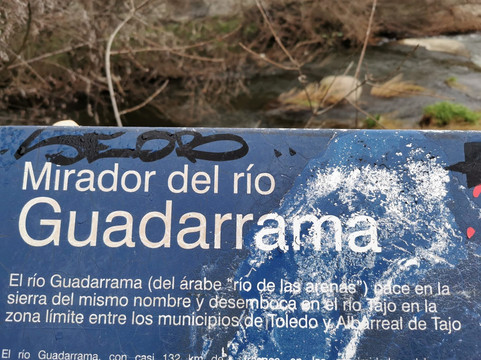 Mirador del río
Guadarrama
El río Guadarrama (del árabe "río de las arenas") nace en la
sierra del mismo nombre y desemboca en el río Tajo en la
zona límite entre los municipios de Toledo y Albarreal de Tajo
El río Guadarrama, con casi 132 km de